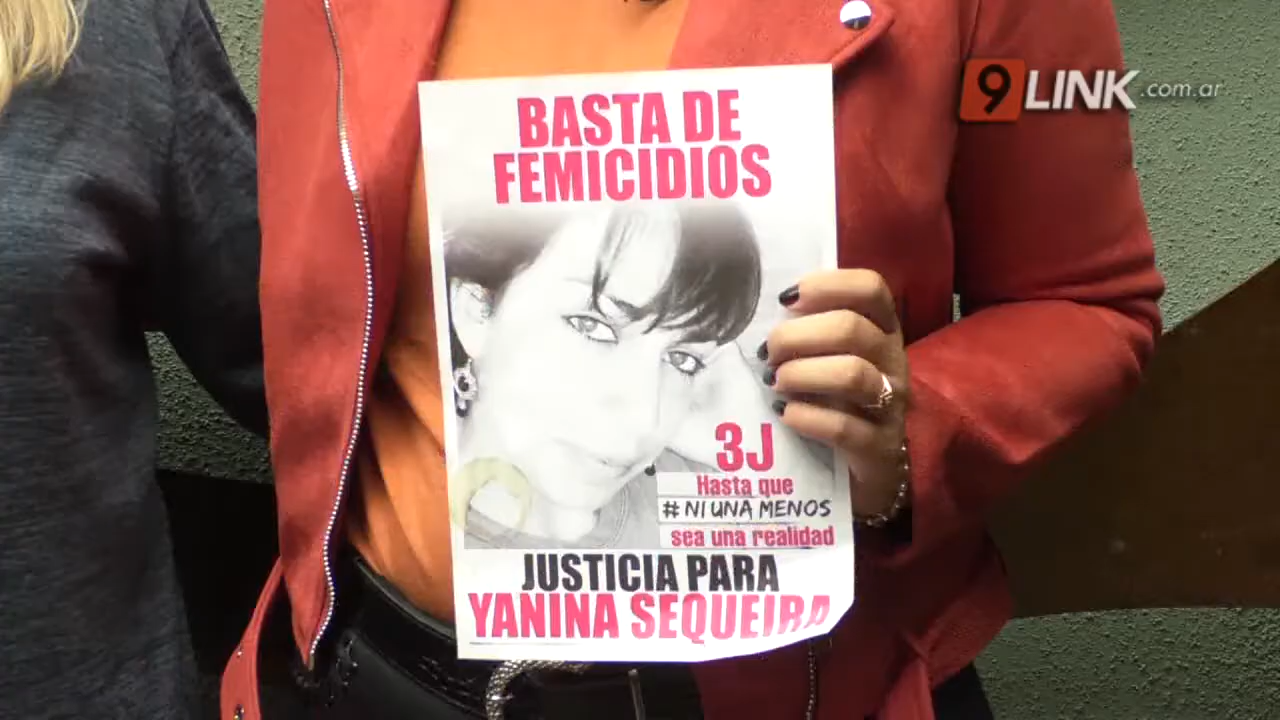 9 LINK .com.ar
BASTA DE
FEMICIDIOS
3J
Hasta que
# NI UNA MENOS
sea una realidad
JUSTICIA PARA
YANINA SEQUEIRA